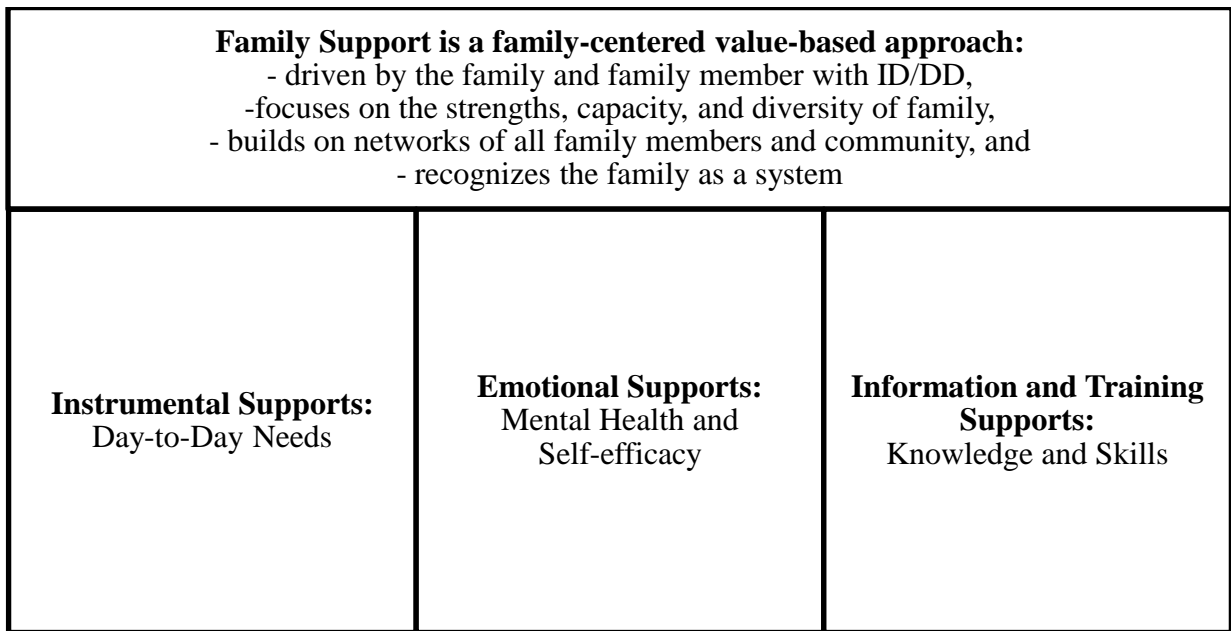 Family Support is a family-centered value-based approach:
- driven by the family and family member with ID/DD,
-focuses on the strengths, capacity, and diversity of family,
- builds on networks of all family members and community, and
- recognizes the family as a system
Instrumental Supports:
Day-to-Day Needs
Emotional Supports:
Mental Health and
Self-efficacy
Information and Training
Supports:
Knowledge and Skills